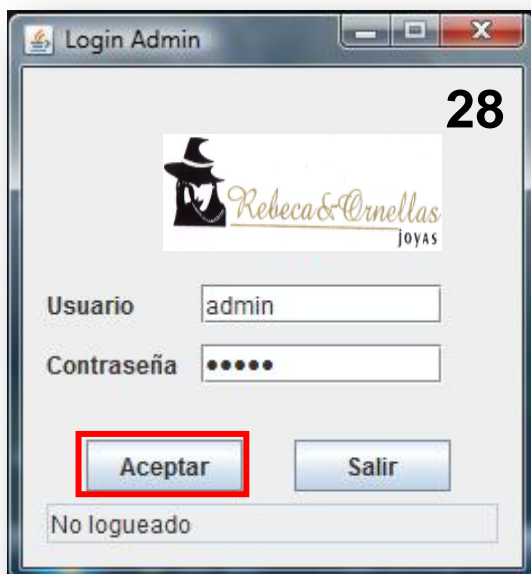 Login Admin
28
Rebeca & Ornellas
JOYAS
Usuario admin
Contraseña •••••
Aceptar Salir
No logueado